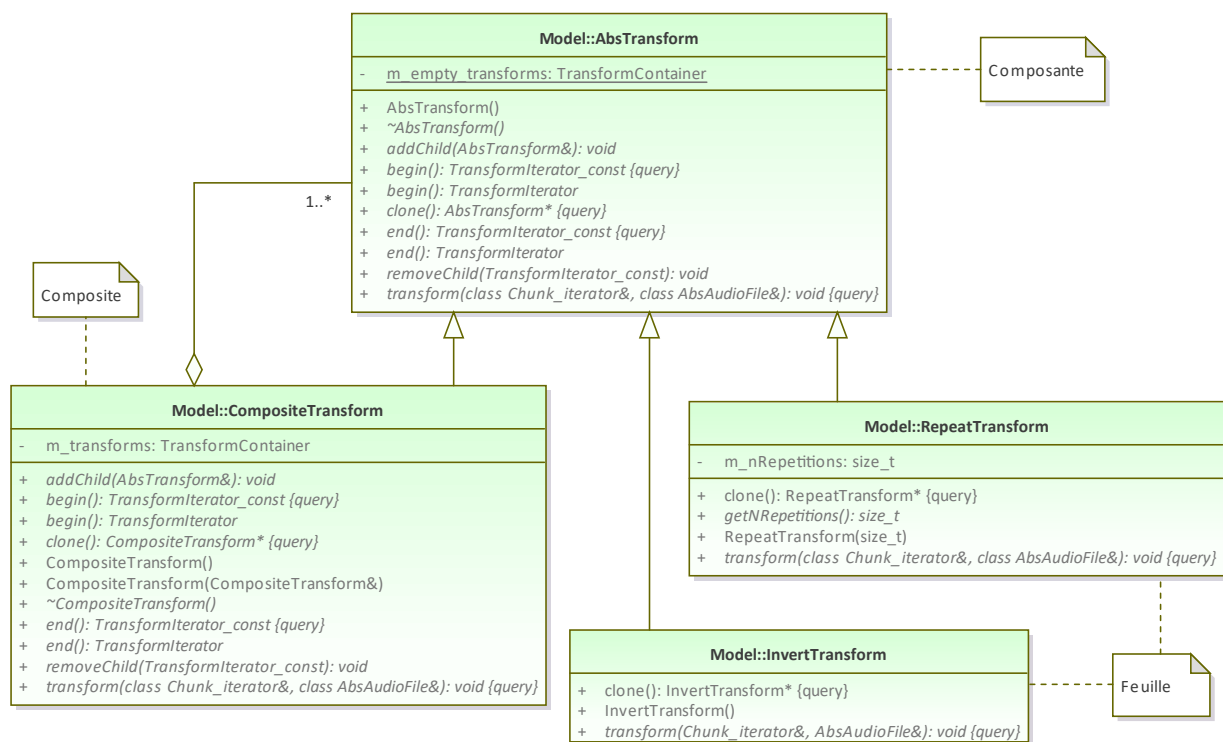 Model::AbsTransform
- m_empty_transforms: TransformContainer
+ AbsTransform()
+ ~AbsTransform()
+ addChild(AbsTransform&): void
+ begin(): TransformIterator_const {query}
+ begin(): TransformIterator
+ clone(): AbsTransform* {query}
+ end(): TransformIterator_const {query}
+ end(): TransformIterator
+ removeChild(TransformIterator_const): void
+ transform(class Chunk_iterator&, class AbsAudioFile&): void {query}
Composante
1..*
Composite
Model::CompositeTransform
- m_transforms: TransformContainer
+ addChild(AbsTransform&): void
+ begin(): TransformIterator_const {query}
+ begin(): TransformIterator
+ clone(): CompositeTransform* {query}
+ CompositeTransform()
+ CompositeTransform(CompositeTransform&)
+ ~CompositeTransform()
+ end(): TransformIterator_const {query}
+ end(): TransformIterator
+ removeChild(TransformIterator_const): void
+ transform(class Chunk_iterator&, class AbsAudioFile&): void {query}
Model::RepeatTransform
- m_nRepetitions: size_t
+ clone(): RepeatTransform* {query}
+ getNRepetitions(): size_t
+ RepeatTransform(size_t)
+ transform(class Chunk_iterator&, class AbsAudioFile&): void {query}
Model::InvertTransform
+ clone(): InvertTransform* {query}
+ InvertTransform()
+ transform(Chunk_iterator&, AbsAudioFile&): void {query}
Feuille